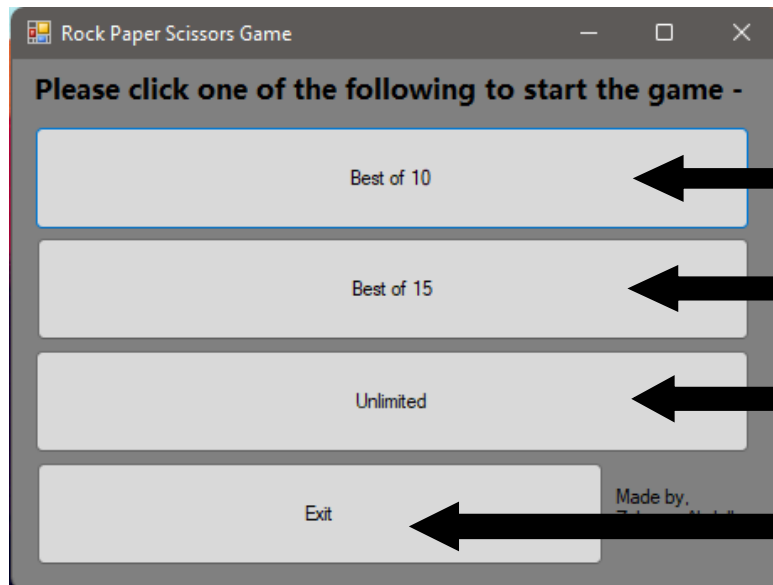 Rock Paper Scissors Game
Please click one of the following to start the game -
Best of 10
Best of 15
Unlimited
Exit
Made by,